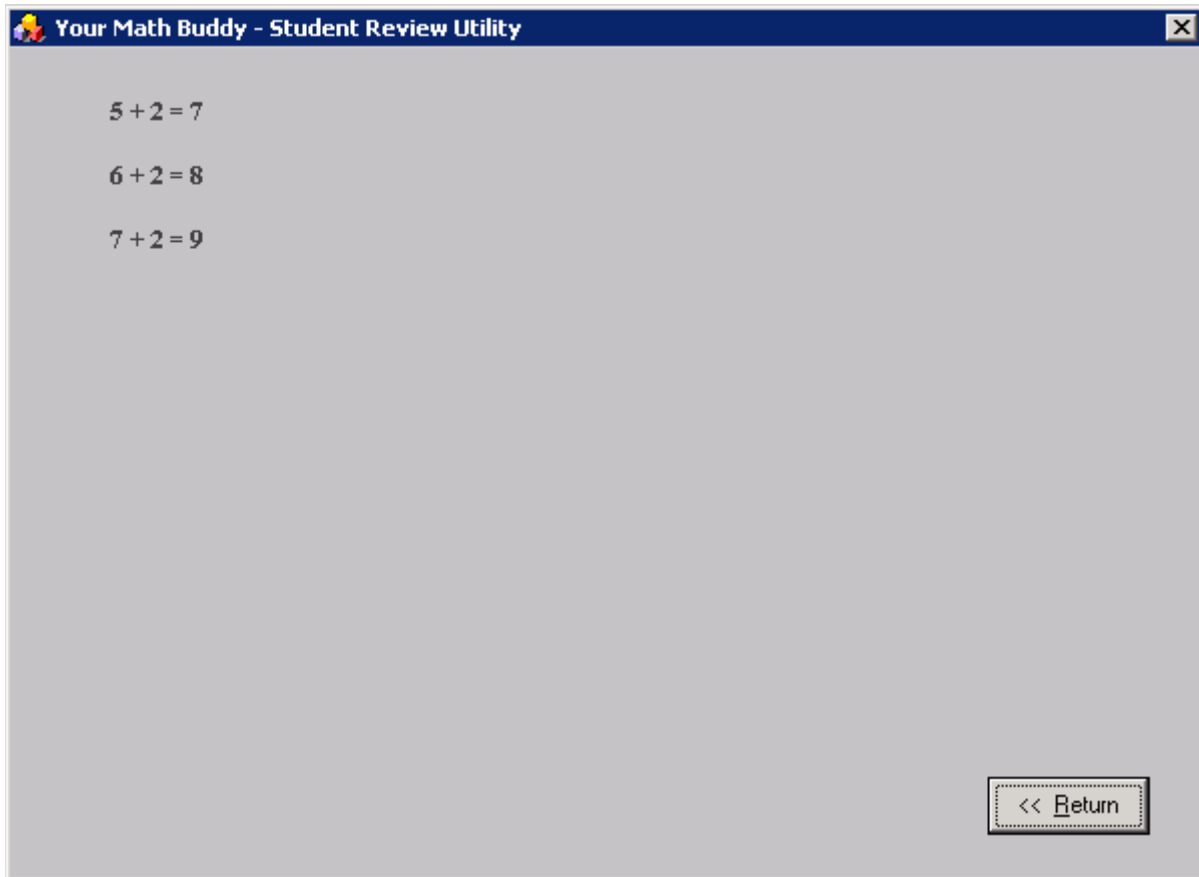 Your Math Buddy - Student Review Utility
5 + 2 = 7
6 + 2 = 8
7 + 2 = 9
<< Return